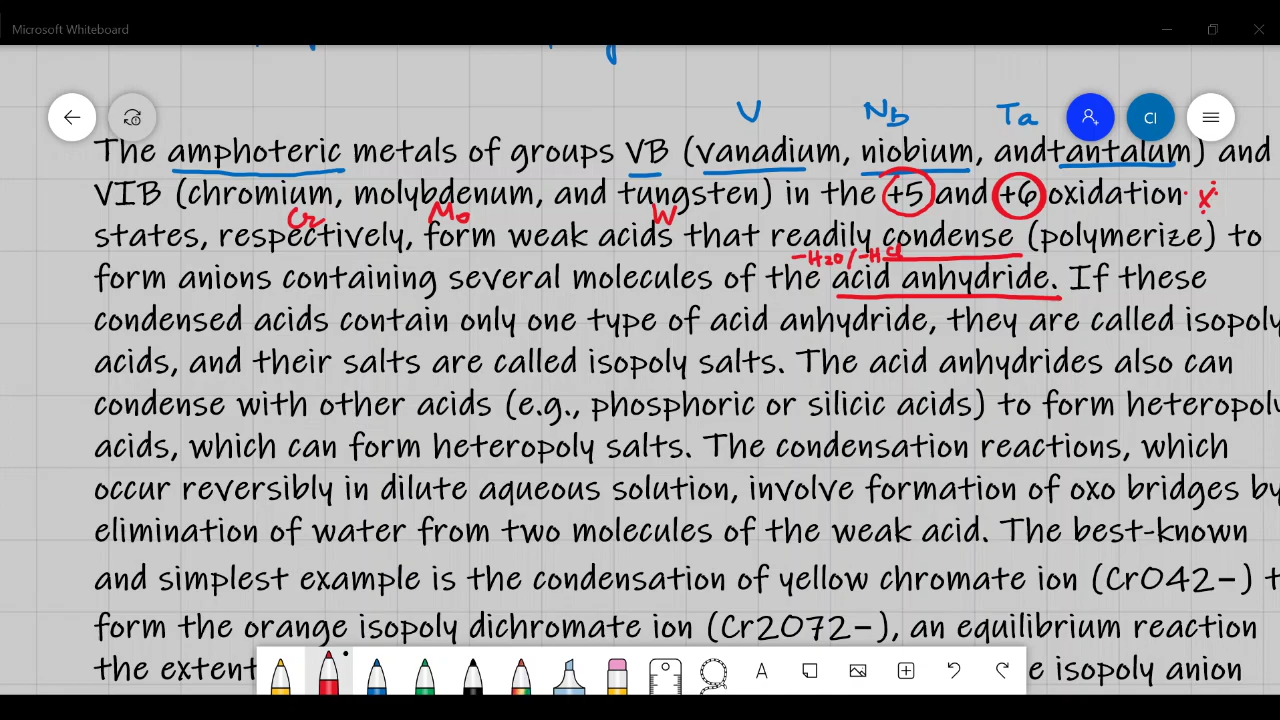 Microsoft Whiteboard
V Nb Ta
CI
The amphoteric metals of groups VB (vanadium, niobium, andtantalum) and
VIB (chromium, molybdenum, and tungsten) in the +5 and +6 oxidation
Cr Mo W
states, respectively, form weak acids that readily condense (polymerize) to
-H2O/-HCl
form anions containing several molecules of the acid anhydride. If these
condensed acids contain only one type of acid anhydride, they are called isopoly
acids, and their salts are called isopoly salts. The acid anhydrides also can
condense with other acids (e.g., phosphoric or silicic acids) to form heteropoly
acids, which can form heteropoly salts. The condensation reactions, which
occur reversibly in dilute aqueous solution, involve formation of oxo bridges by
elimination of water from two molecules of the weak acid. The best-known
and simplest example is the condensation of yellow chromate ion (CrO42-) t
form the orange isopoly dichromate ion (Cr2O72-), an equilibrium reaction
the extent e isopoly anion
A